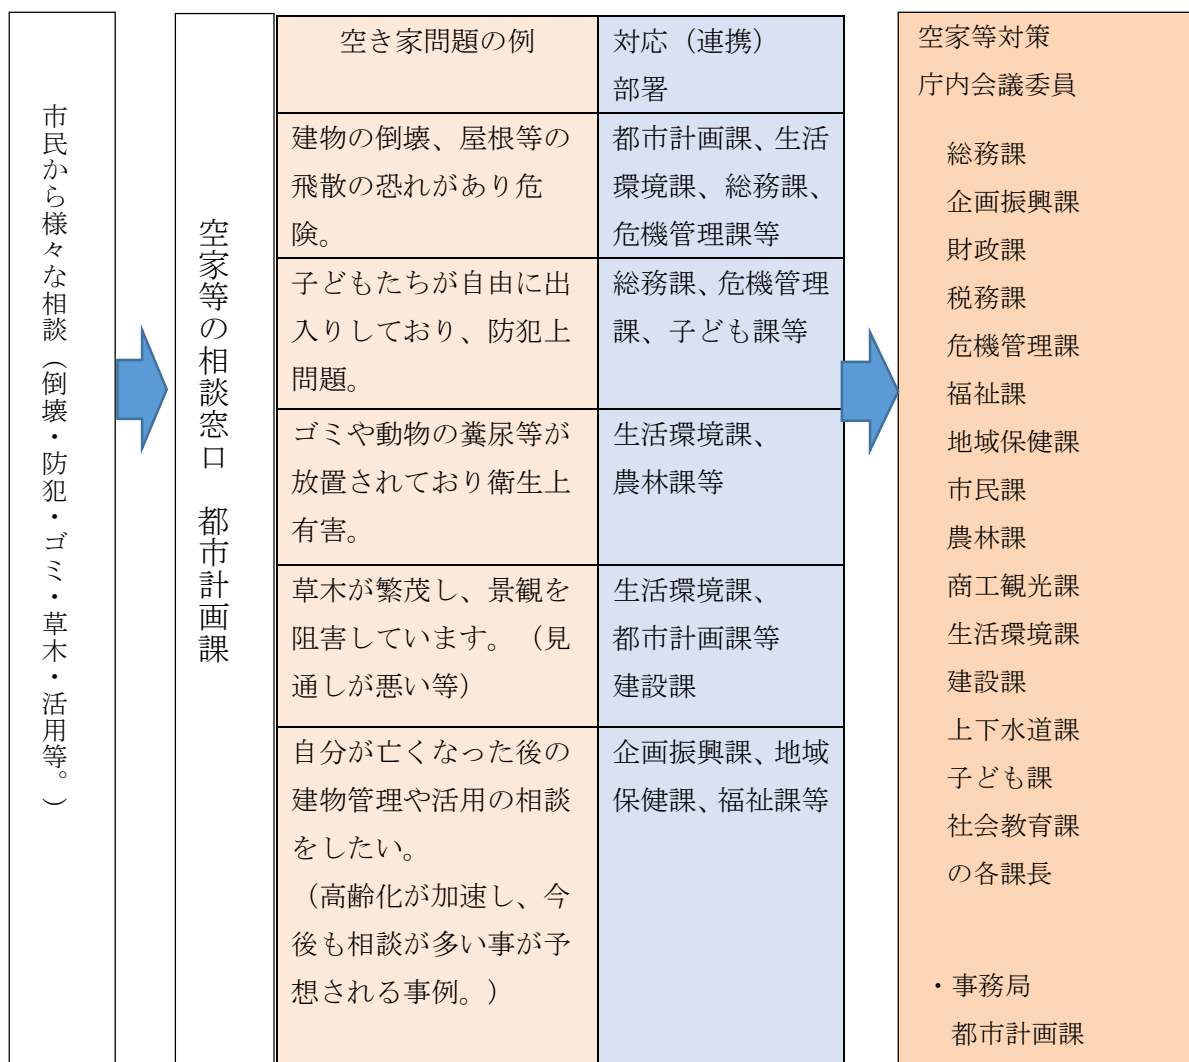 市民から様々な相談（倒壊・防犯・ゴミ・草木・活用等。）
空家等の相談窓口　都市計画課
空き家問題の例
対応（連携）
部署
建物の倒壊、屋根等の
飛散の恐れがあり危
険。
都市計画課、生活
環境課、総務課、
危機管理課等
子どもたちが自由に出
入りしており、防犯上
問題。
総務課、危機管理
課、子ども課等
ゴミや動物の糞尿等が
放置されており衛生上
有害。
生活環境課、
農林課等
草木が繁茂し、景観を
阻害しています。（見
通しが悪い等）
生活環境課、
都市計画課等
建設課
自分が亡くなった後の
建物管理や活用の相談
をしたい。
（高齢化が加速し、今
後も相談が多い事が予
想される事例。）
企画振興課、地域
保健課、福祉課等
空家等対策
庁内会議委員
総務課
企画振興課
財政課
税務課
危機管理課
福祉課
地域保健課
市民課
農林課
商工観光課
生活環境課
建設課
上下水道課
子ども課
社会教育課
の各課長
・事務局
都市計画課